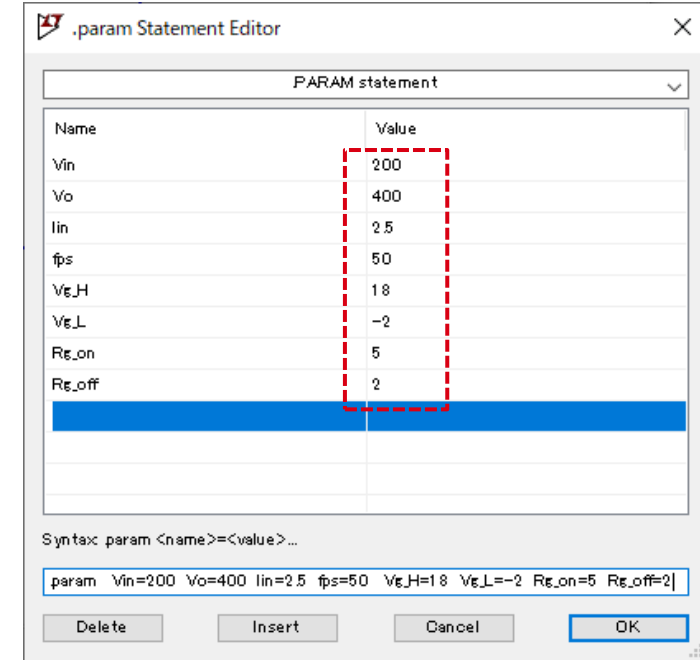 .param Statement Editor
.PARAM statement
Name Value
Vin 200
Vo 400
Iin 2.5
fps 50
Vg_H 18
Vg_L -2
Rg_on 5
Rg_off 2
Syntax: .param <name>=<value>...
.param Vin=200 Vo=400 Iin=2.5 fps=50 Vg_H=18 Vg_L=-2 Rg_on=5 Rg_off=2
Delete Insert Cancel OK